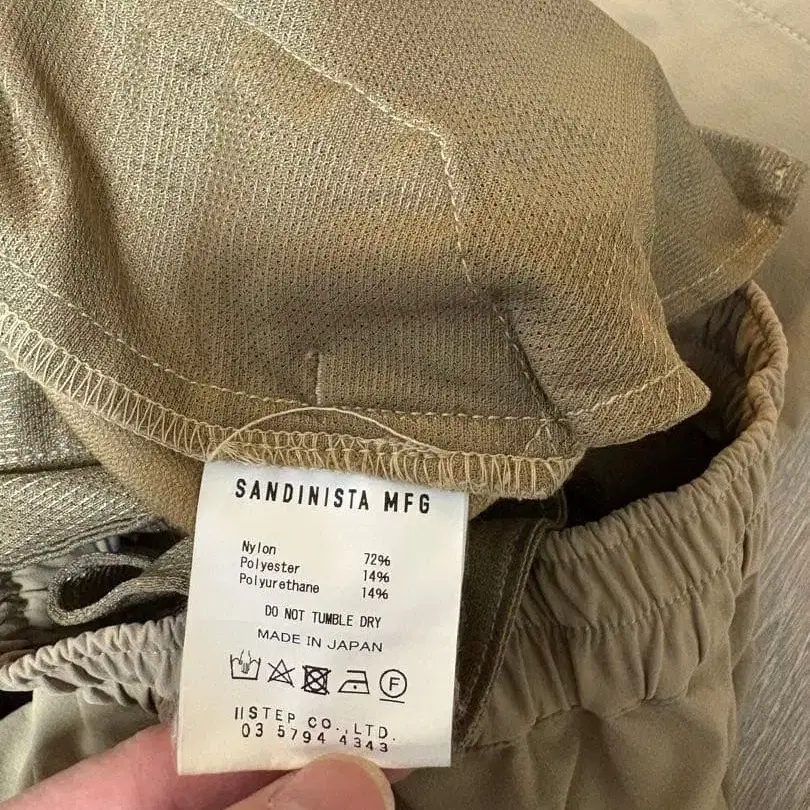 SANDINISTA MFG
Nylon 72%
Polyester 14%
Polyurethane 14%
DO NOT TUMBLE DRY
MADE IN JAPAN
F
IISTEP CO.,LTD.
03 5794 4343